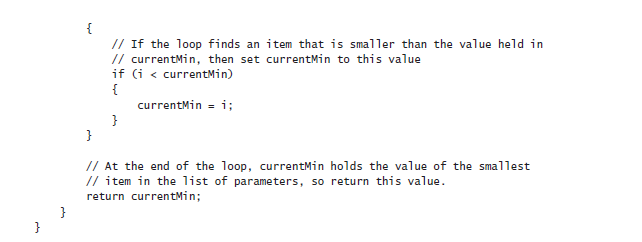 {
// If the loop finds an item that is smaller than the value held in
// currentMin, then set currentMin to this value
if (i < currentMin)
{
currentMin = i;
}
}
// At the end of the loop, currentMin holds the value of the smallest
// item in the list of parameters, so return this value.
return currentMin;
}
}